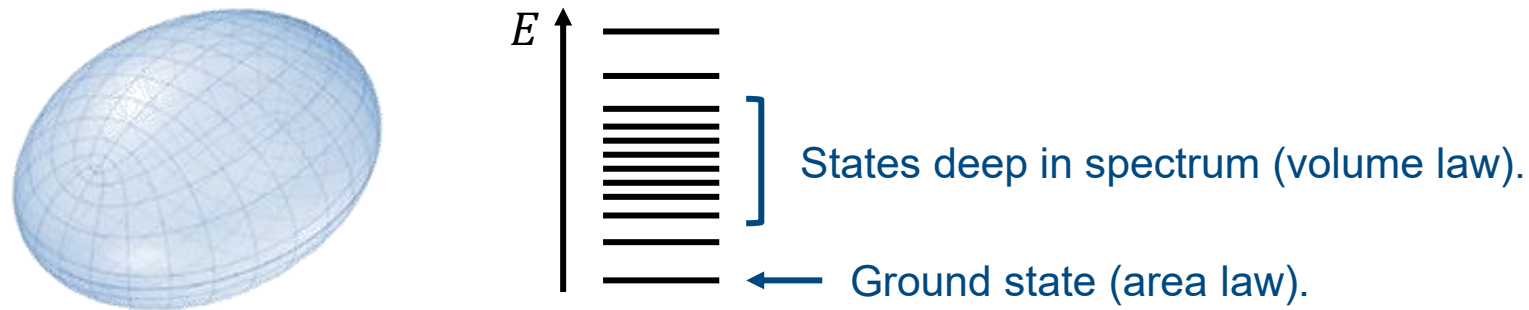 E
States deep in spectrum (volume law).
Ground state (area law).